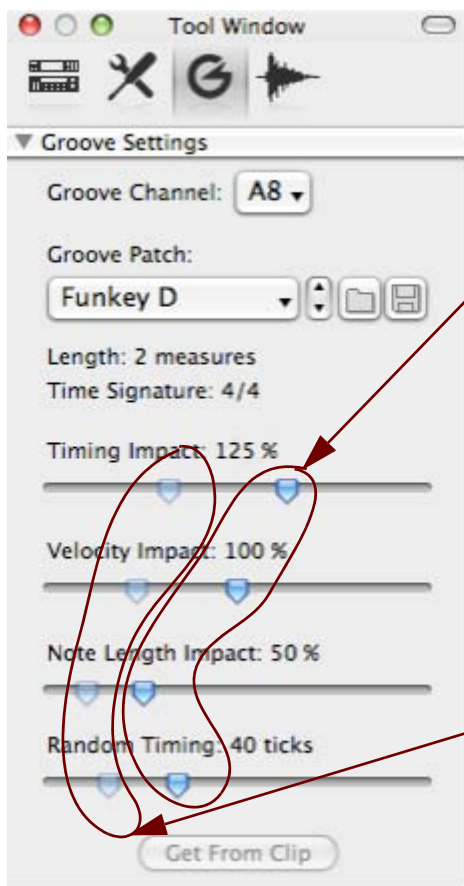 Tool Window
Groove Settings
Groove Channel: A8
Groove Patch:
Funkey D
Length: 2 measures
Time Signature: 4/4
Timing Impact: 125 %
Velocity Impact: 100 %
Note Length Impact: 50 %
Random Timing: 40 ticks
Get From Clip